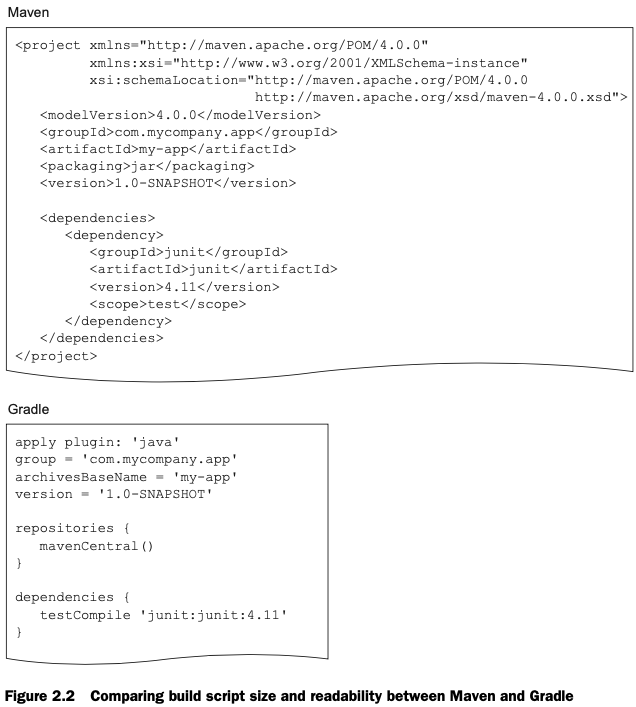 Maven
<project xmlns="http://maven.apache.org/POM/4.0.0"
         xmlns:xsi="http://www.w3.org/2001/XMLSchema-instance"
         xsi:schemaLocation="http://maven.apache.org/POM/4.0.0
                             http://maven.apache.org/xsd/maven-4.0.0.xsd">
   <modelVersion>4.0.0</modelVersion>
   <groupId>com.mycompany.app</groupId>
   <artifactId>my-app</artifactId>
   <packaging>jar</packaging>
   <version>1.0-SNAPSHOT</version>

   <dependencies>
      <dependency>
         <groupId>junit</groupId>
         <artifactId>junit</artifactId>
         <version>4.11</version>
         <scope>test</scope>
      </dependency>
   </dependencies>
</project>
Gradle
apply plugin: 'java'
group = 'com.mycompany.app'
archivesBaseName = 'my-app'
version = '1.0-SNAPSHOT'

repositories {
   mavenCentral()
}

dependencies {
   testCompile 'junit:junit:4.11'
}
Figure 2.2 Comparing build script size and readability between Maven and Gradle